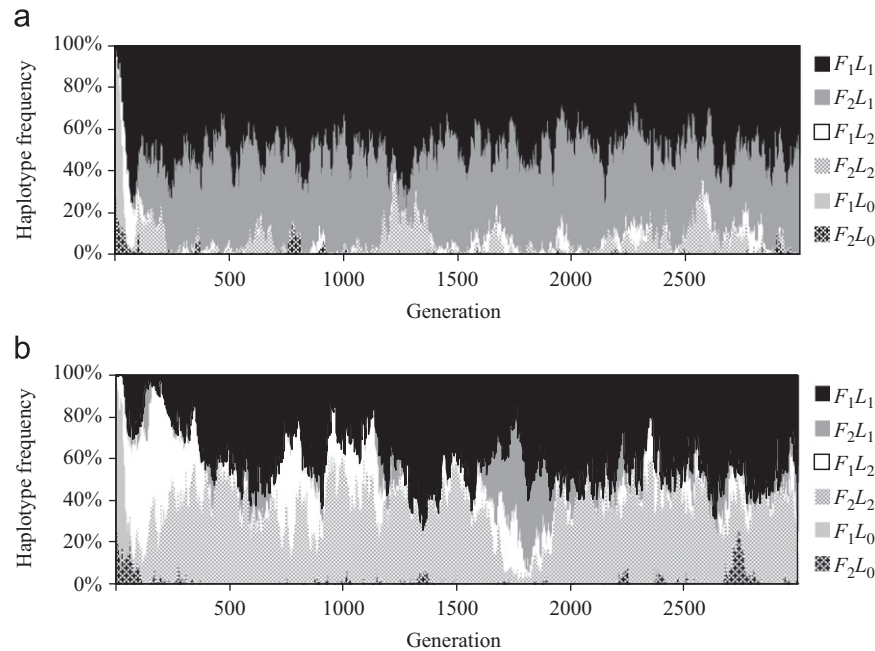 a
100%
80%
60%
40%
20%
0%
Haplotype frequency
500 1000 1500 2000 2500
Generation
F₁L₁
F₂L₁
F₁L₂
F₂L₂
F₁L₀
F₂L₀
b
100%
80%
60%
40%
20%
0%
Haplotype frequency
500 1000 1500 2000 2500
Generation
F₁L₁
F₂L₁
F₁L₂
F₂L₂
F₁L₀
F₂L₀